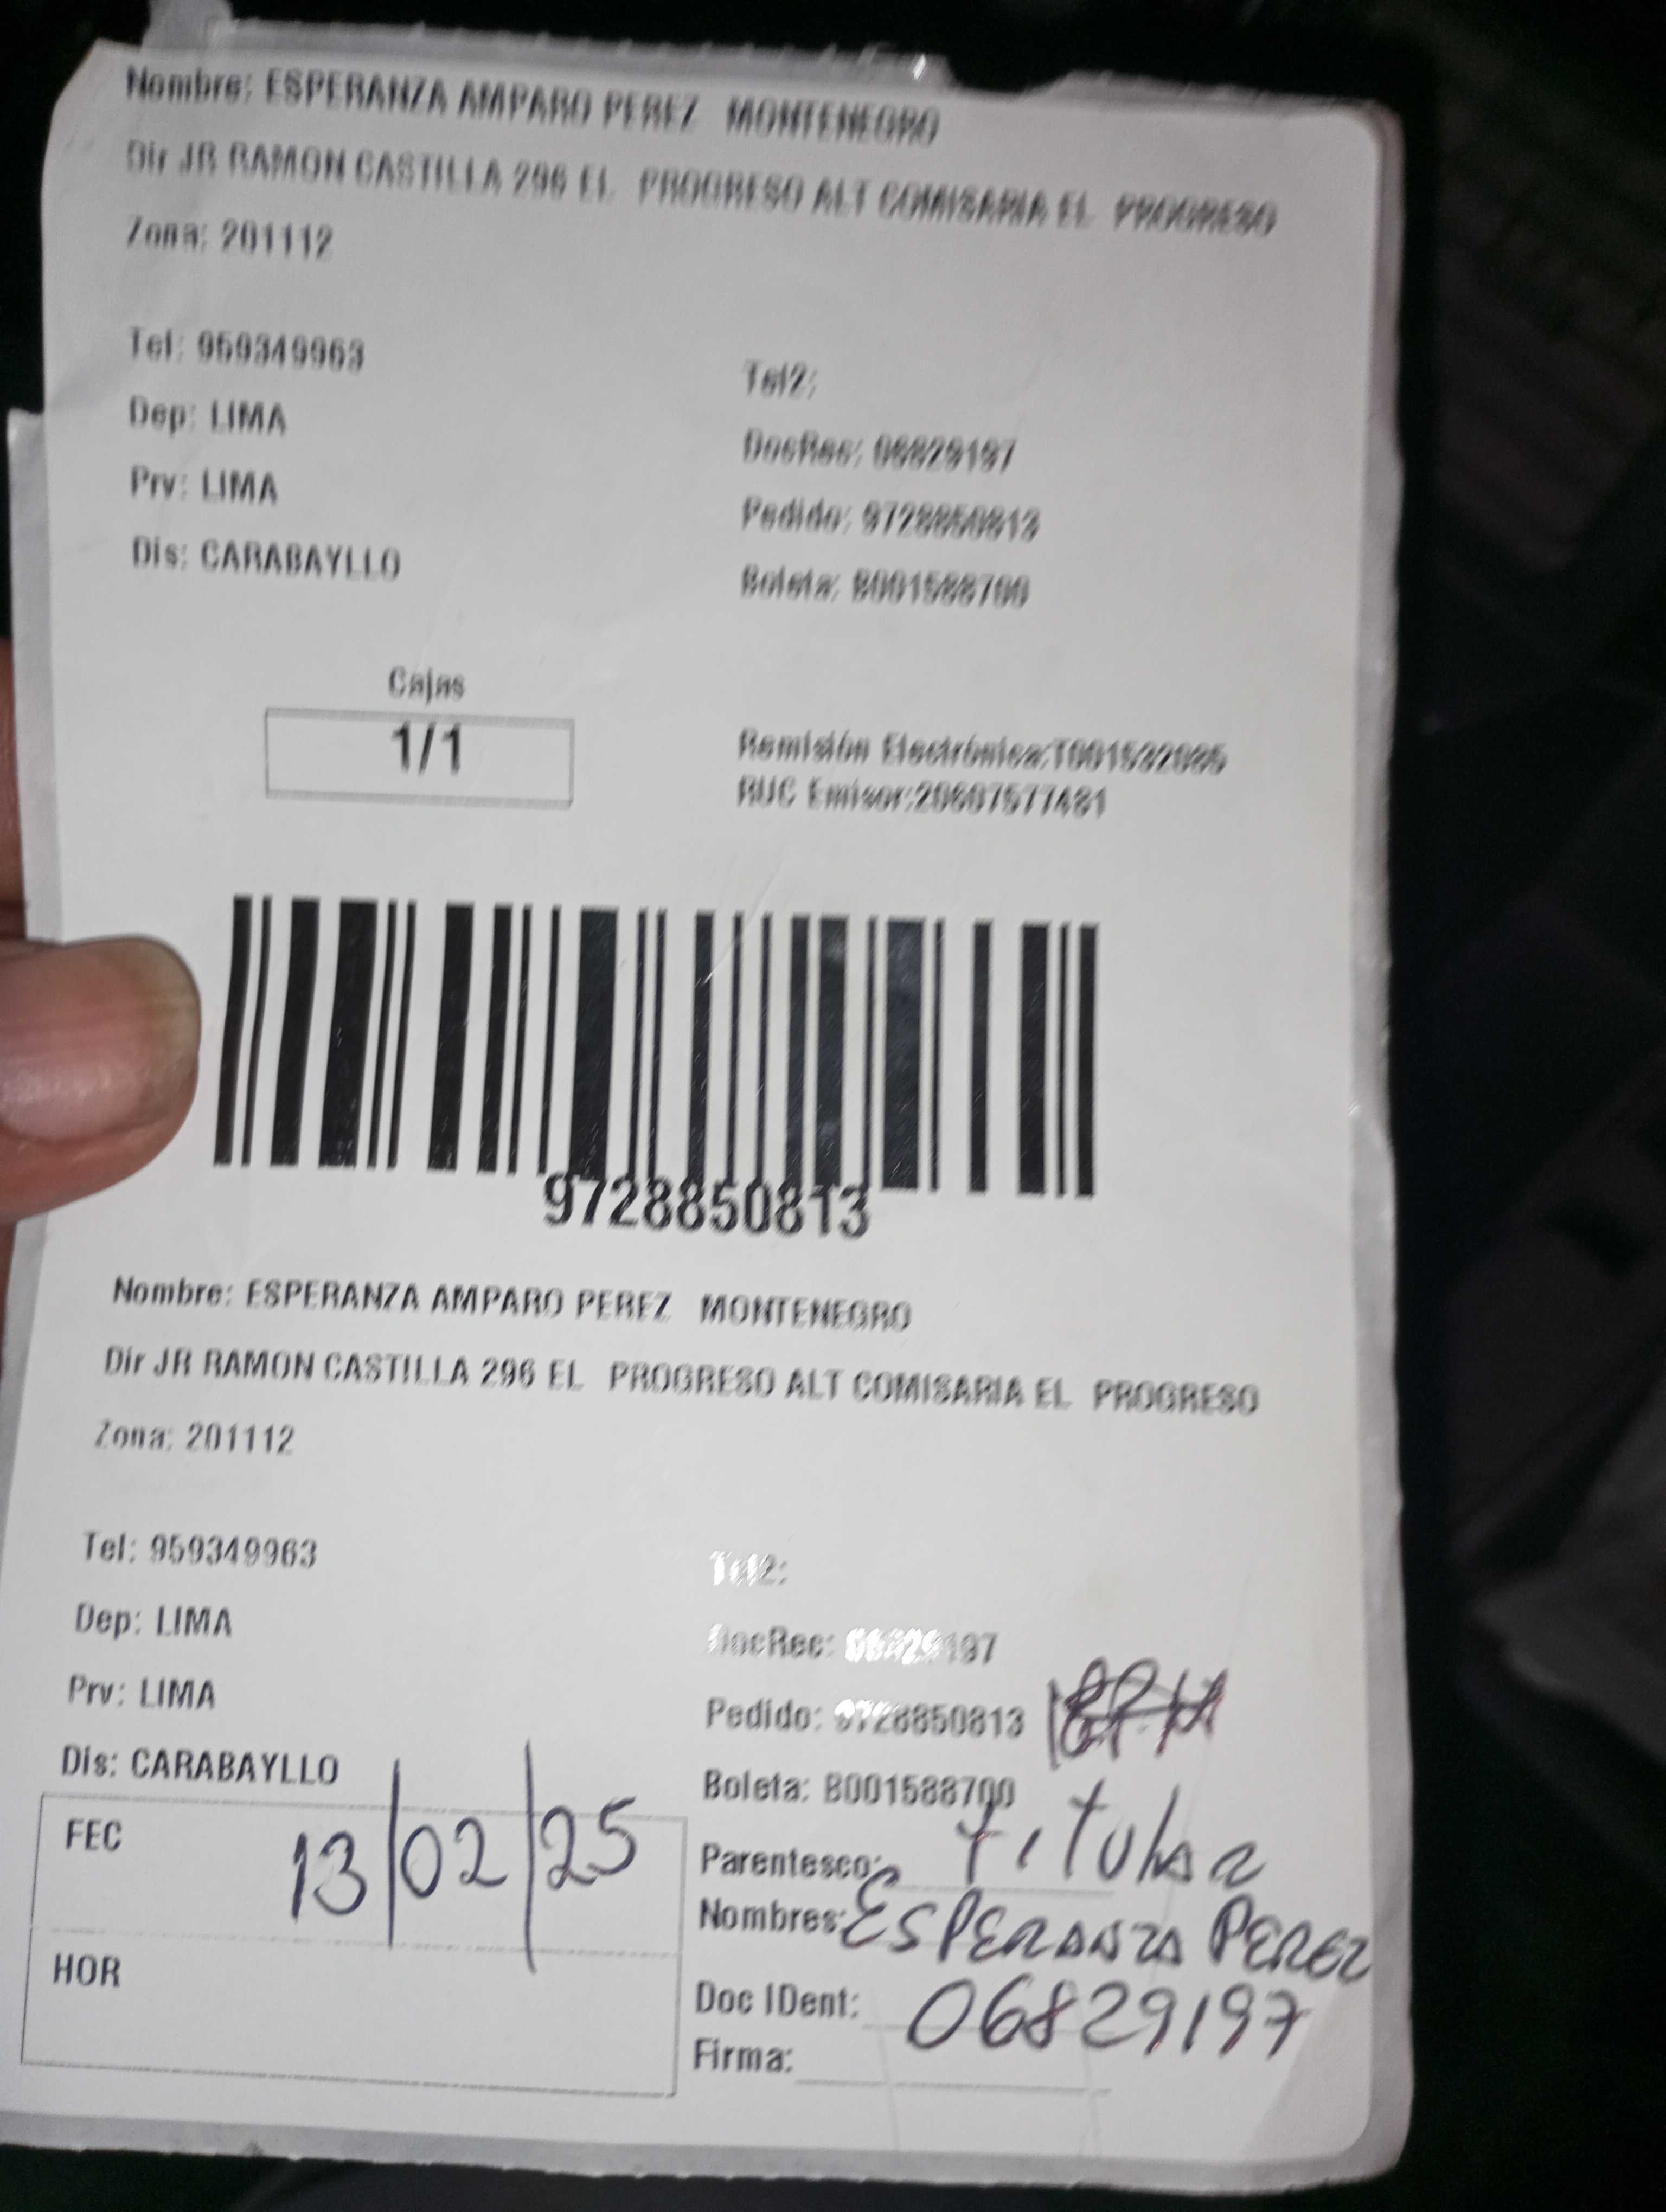 Nombre: ESPERANZA AMPARO PEREZ MONTENEGRO
Dir JR RAMON CASTILLA 296 EL PROGRESO ALT COMISARIA EL PROGRESO
Zona: 201112
Tel: 959349963
Tel2:
Dep: LIMA
DocRec: 06829197
Prv: LIMA
Pedido: 9728850813
Dis: CARABAYLLO
Boleta: B001588700
Cajas
1/1
Remisión Electrónica:
RUC Emisor:
9728850813
Nombre: ESPERANZA AMPARO PEREZ MONTENEGRO
Dir JR RAMON CASTILLA 296 EL PROGRESO ALT COMISARIA EL PROGRESO
Zona: 201112
Tel: 959349963
Tel2:
Dep: LIMA
DocRec: 06829197
Prv: LIMA
Pedido: 9728850813
Dis: CARABAYLLO
Boleta: B001588700
FEC 13/02/25
Parentesco: Titular
Nombres: ESPERANZA PEREZ
HOR
Doc IDent: 06829197
Firma: